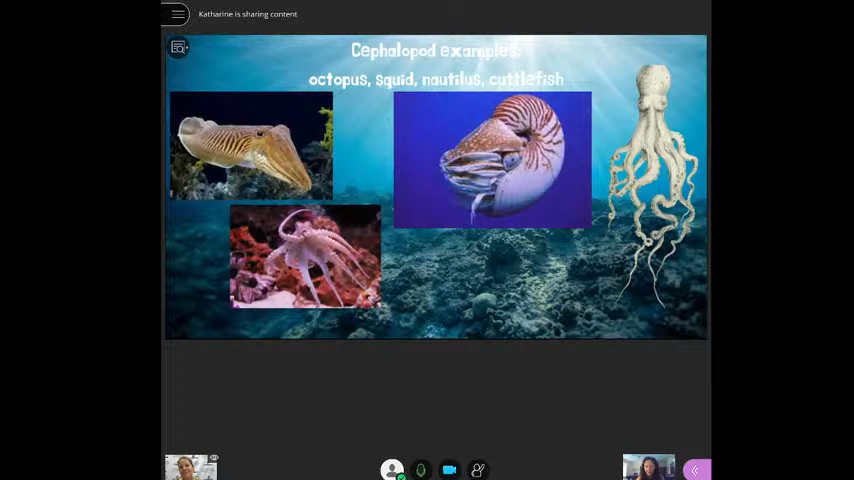 Katharine is sharing content
Cephalopod examples:
octopus, squid, nautilus, cuttlefish